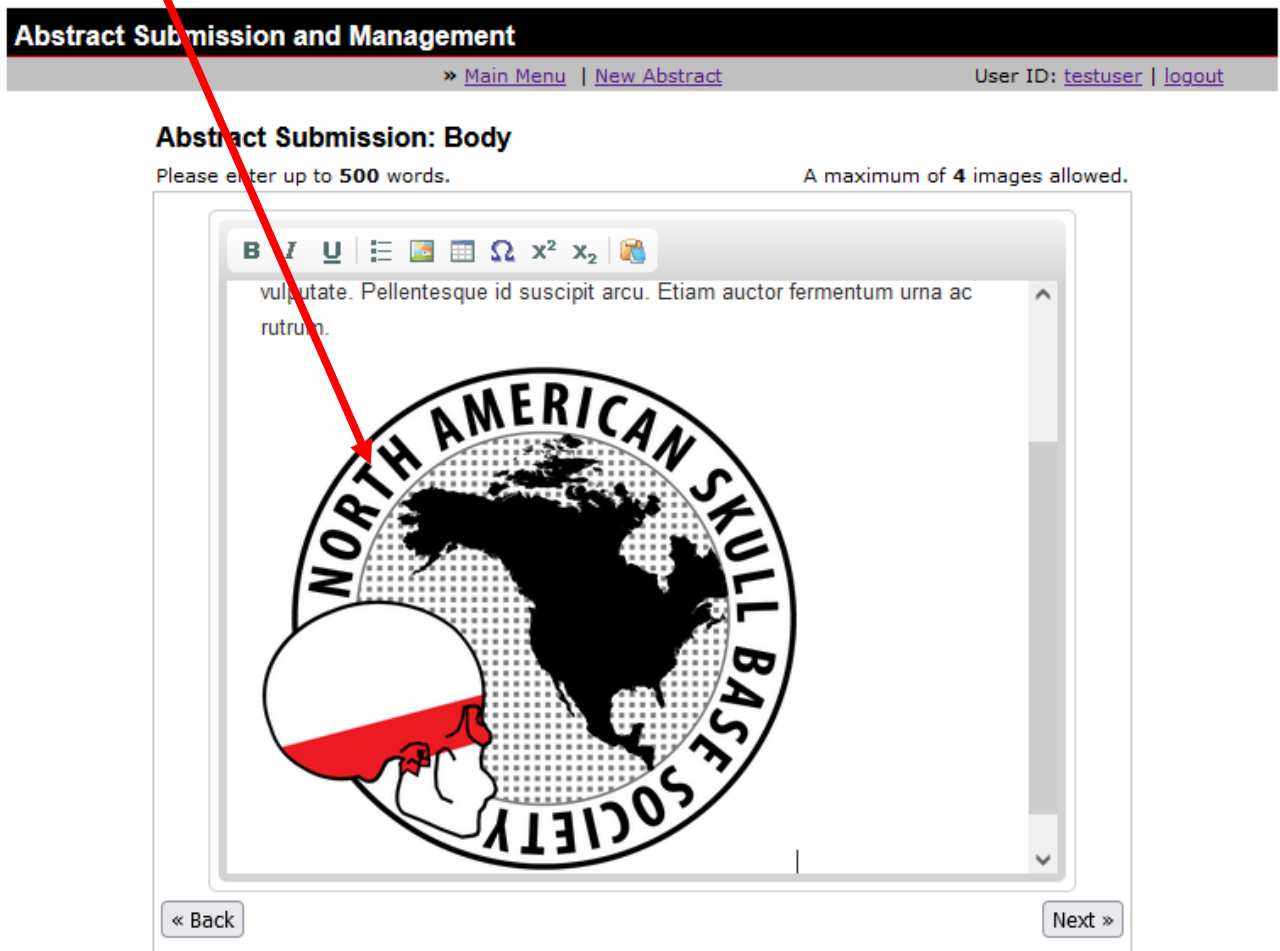 Abstract Submission and Management
» Main Menu | New Abstract User ID: testuser | logout
Abstract Submission: Body
Please enter up to 500 words. A maximum of 4 images allowed.
B I U Ω x² x₂
vulputate. Pellentesque id suscipit arcu. Etiam auctor fermentum urna ac
rutrum.
NORTH AMERICAN SKULL BASE SOCIETY
« Back Next »